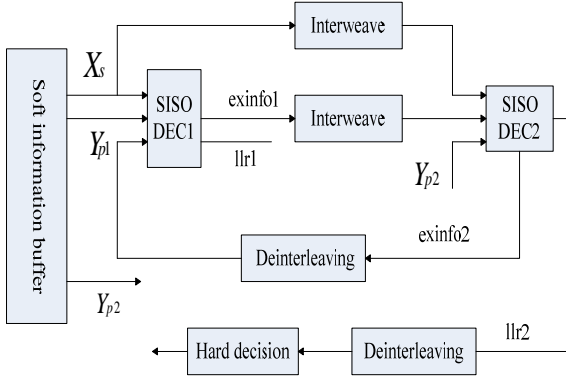 Interweave
Xs
SISO
DEC1
exinfo1
Interweave
SISO
DEC2
Yp1
llr1
Yp2
Soft information buffer
exinfo2
Deinterleaving
Yp2
llr2
Hard decision
Deinterleaving